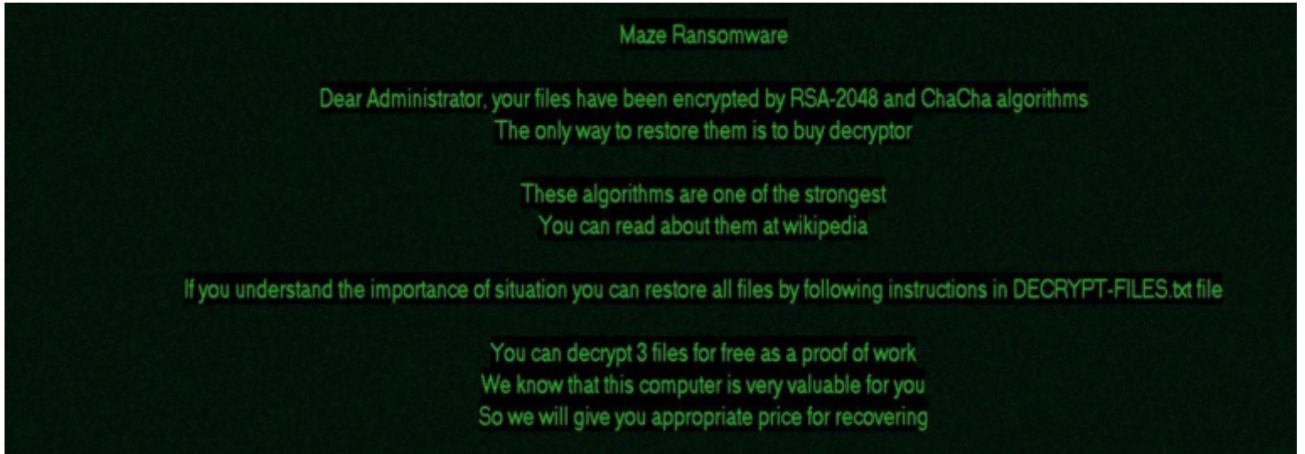 Maze Ransomware
Dear Administrator, your files have been encrypted by RSA-2048 and ChaCha algorithms
The only way to restore them is to buy decryptor
These algorithms are one of the strongest
You can read about them at wikipedia
If you understand the importance of situation you can restore all files by following instructions in DECRYPT-FILES.txt file
You can decrypt 3 files for free as a proof of work
We know that this computer is very valuable for you
So we will give you appropriate price for recovering